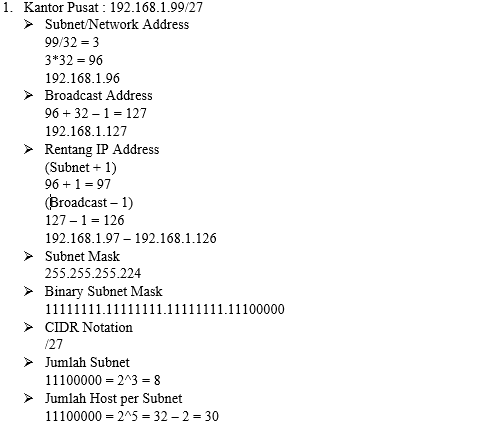 1. Kantor Pusat : 192.168.1.99/27
➢ Subnet/Network Address
99/32 = 3
3*32 = 96
192.168.1.96
➢ Broadcast Address
96 + 32 – 1 = 127
192.168.1.127
➢ Rentang IP Address
(Subnet + 1)
96 + 1 = 97
(Broadcast – 1)
127 – 1 = 126
192.168.1.97 – 192.168.1.126
➢ Subnet Mask
255.255.255.224
➢ Binary Subnet Mask
11111111.11111111.11111111.11100000
➢ CIDR Notation
/27
➢ Jumlah Subnet
11100000 = 2^3 = 8
➢ Jumlah Host per Subnet
11100000 = 2^5 = 32 – 2 = 30